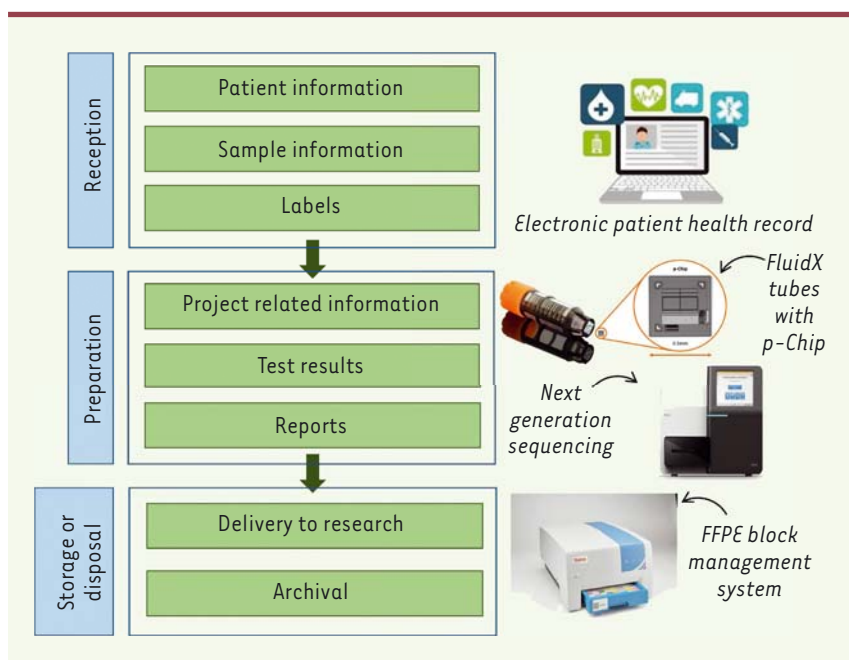 Reception
Patient information
Sample information
Labels
Electronic patient health record
Preparation
Project related information
Test results
Reports
p-Chip
FluidX
tubes
with
p-Chip
Next
generation
sequencing
Storage or
disposal
Delivery to research
Archival
FFPE block
management
system